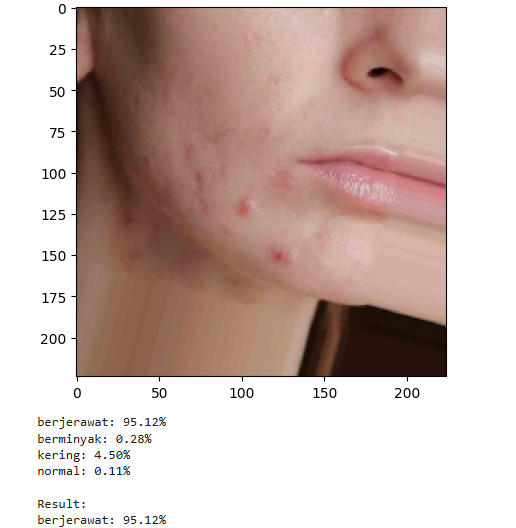 0
25
50
75
100
125
150
175
200
0 50 100 150 200
berjerawat: 95.12%
berminyak: 0.28%
kering: 4.50%
normal: 0.11%
Result:
berjerawat: 95.12%